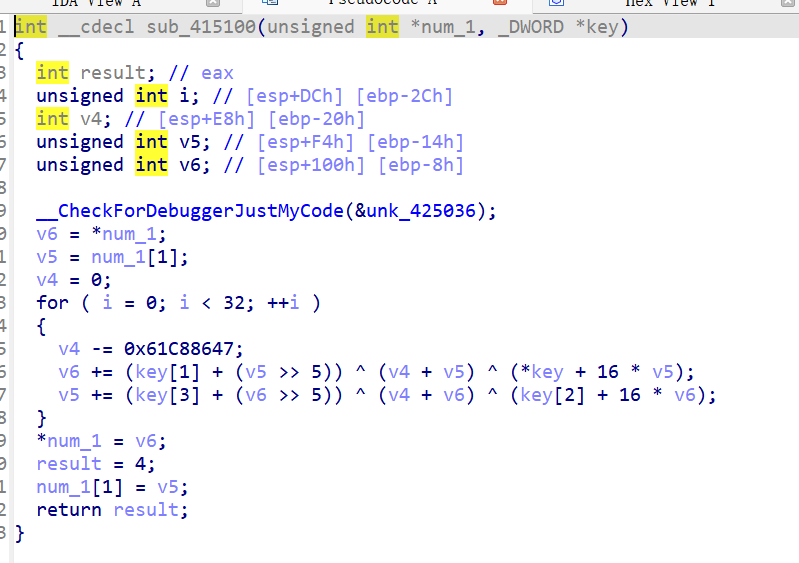 IDA View A Pseudocode A Hex View 1
1 int __cdecl sub_415100(unsigned int *num_1, _DWORD *key)
2 {
3 int result; // eax
4 unsigned int i; // [esp+DCh] [ebp-2Ch]
5 int v4; // [esp+E8h] [ebp-20h]
6 unsigned int v5; // [esp+F4h] [ebp-14h]
7 unsigned int v6; // [esp+100h] [ebp-8h]
8
9 __CheckForDebuggerJustMyCode(&unk_425036);
0 v6 = *num_1;
1 v5 = num_1[1];
2 v4 = 0;
3 for ( i = 0; i < 32; ++i )
4 {
5 v4 -= 0x61C88647;
6 v6 += (key[1] + (v5 >> 5)) ^ (v4 + v5) ^ (*key + 16 * v5);
7 v5 += (key[3] + (v6 >> 5)) ^ (v4 + v6) ^ (key[2] + 16 * v6);
8 }
9 *num_1 = v6;
0 result = 4;
1 num_1[1] = v5;
2 return result;
3 }